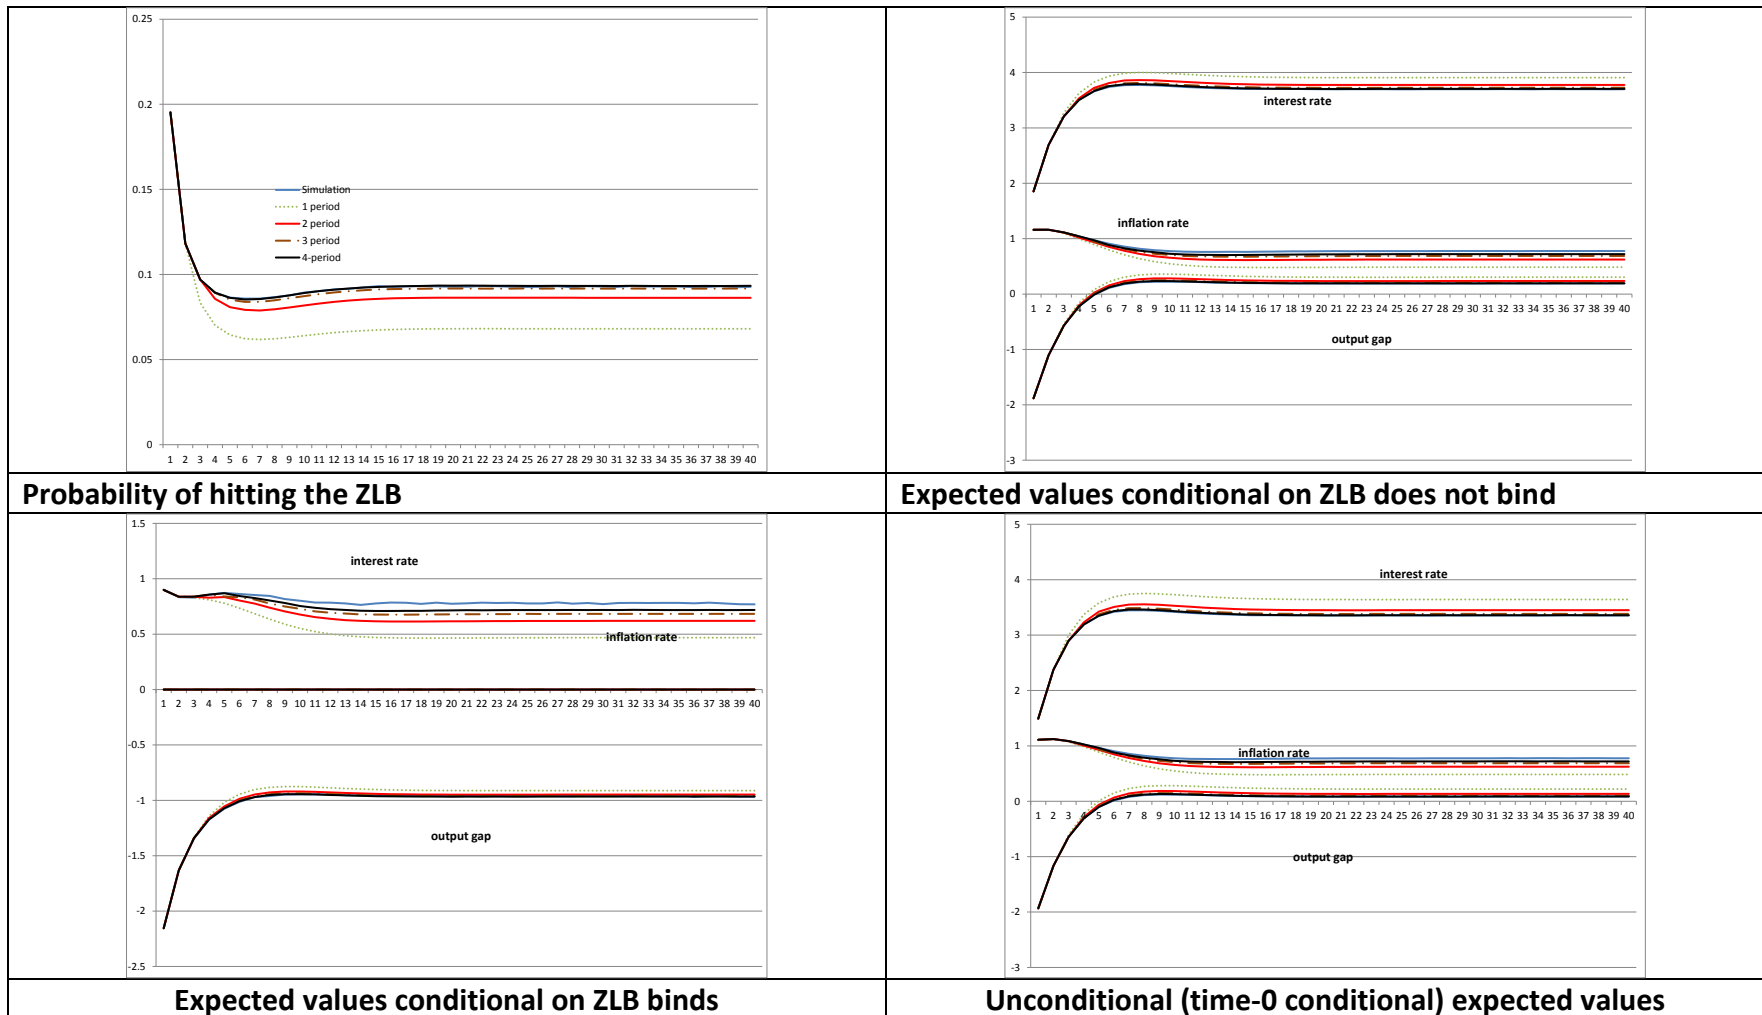 0.25
0.2
0.15
0.1
0.05
0
Simulation
1 period
2 period
3 period
4-period
1 2 3 4 5 6 7 8 9 10 11 12 13 14 15 16 17 18 19 20 21 22 23 24 25 26 27 28 29 30 31 32 33 34 35 36 37 38 39 40
Probability of hitting the ZLB
5
4
3
2
1
0
-1
-2
-3
interest rate
inflation rate
1 2 3 4 5 6 7 8 9 10 11 12 13 14 15 16 17 18 19 20 21 22 23 24 25 26 27 28 29 30 31 32 33 34 35 36 37 38 39 40
output gap
Expected values conditional on ZLB does not bind
1.5
1
0.5
0
-0.5
-1
-1.5
-2
-2.5
interest rate
inflation rate
1 2 3 4 5 6 7 8 9 10 11 12 13 14 15 16 17 18 19 20 21 22 23 24 25 26 27 28 29 30 31 32 33 34 35 36 37 38 39 40
output gap
Expected values conditional on ZLB binds
5
4
3
2
1
0
-1
-2
-3
interest rate
inflation rate
1 2 3 4 5 6 7 8 9 10 11 12 13 14 15 16 17 18 19 20 21 22 23 24 25 26 27 28 29 30 31 32 33 34 35 36 37 38 39 40
output gap
Unconditional (time-0 conditional) expected values